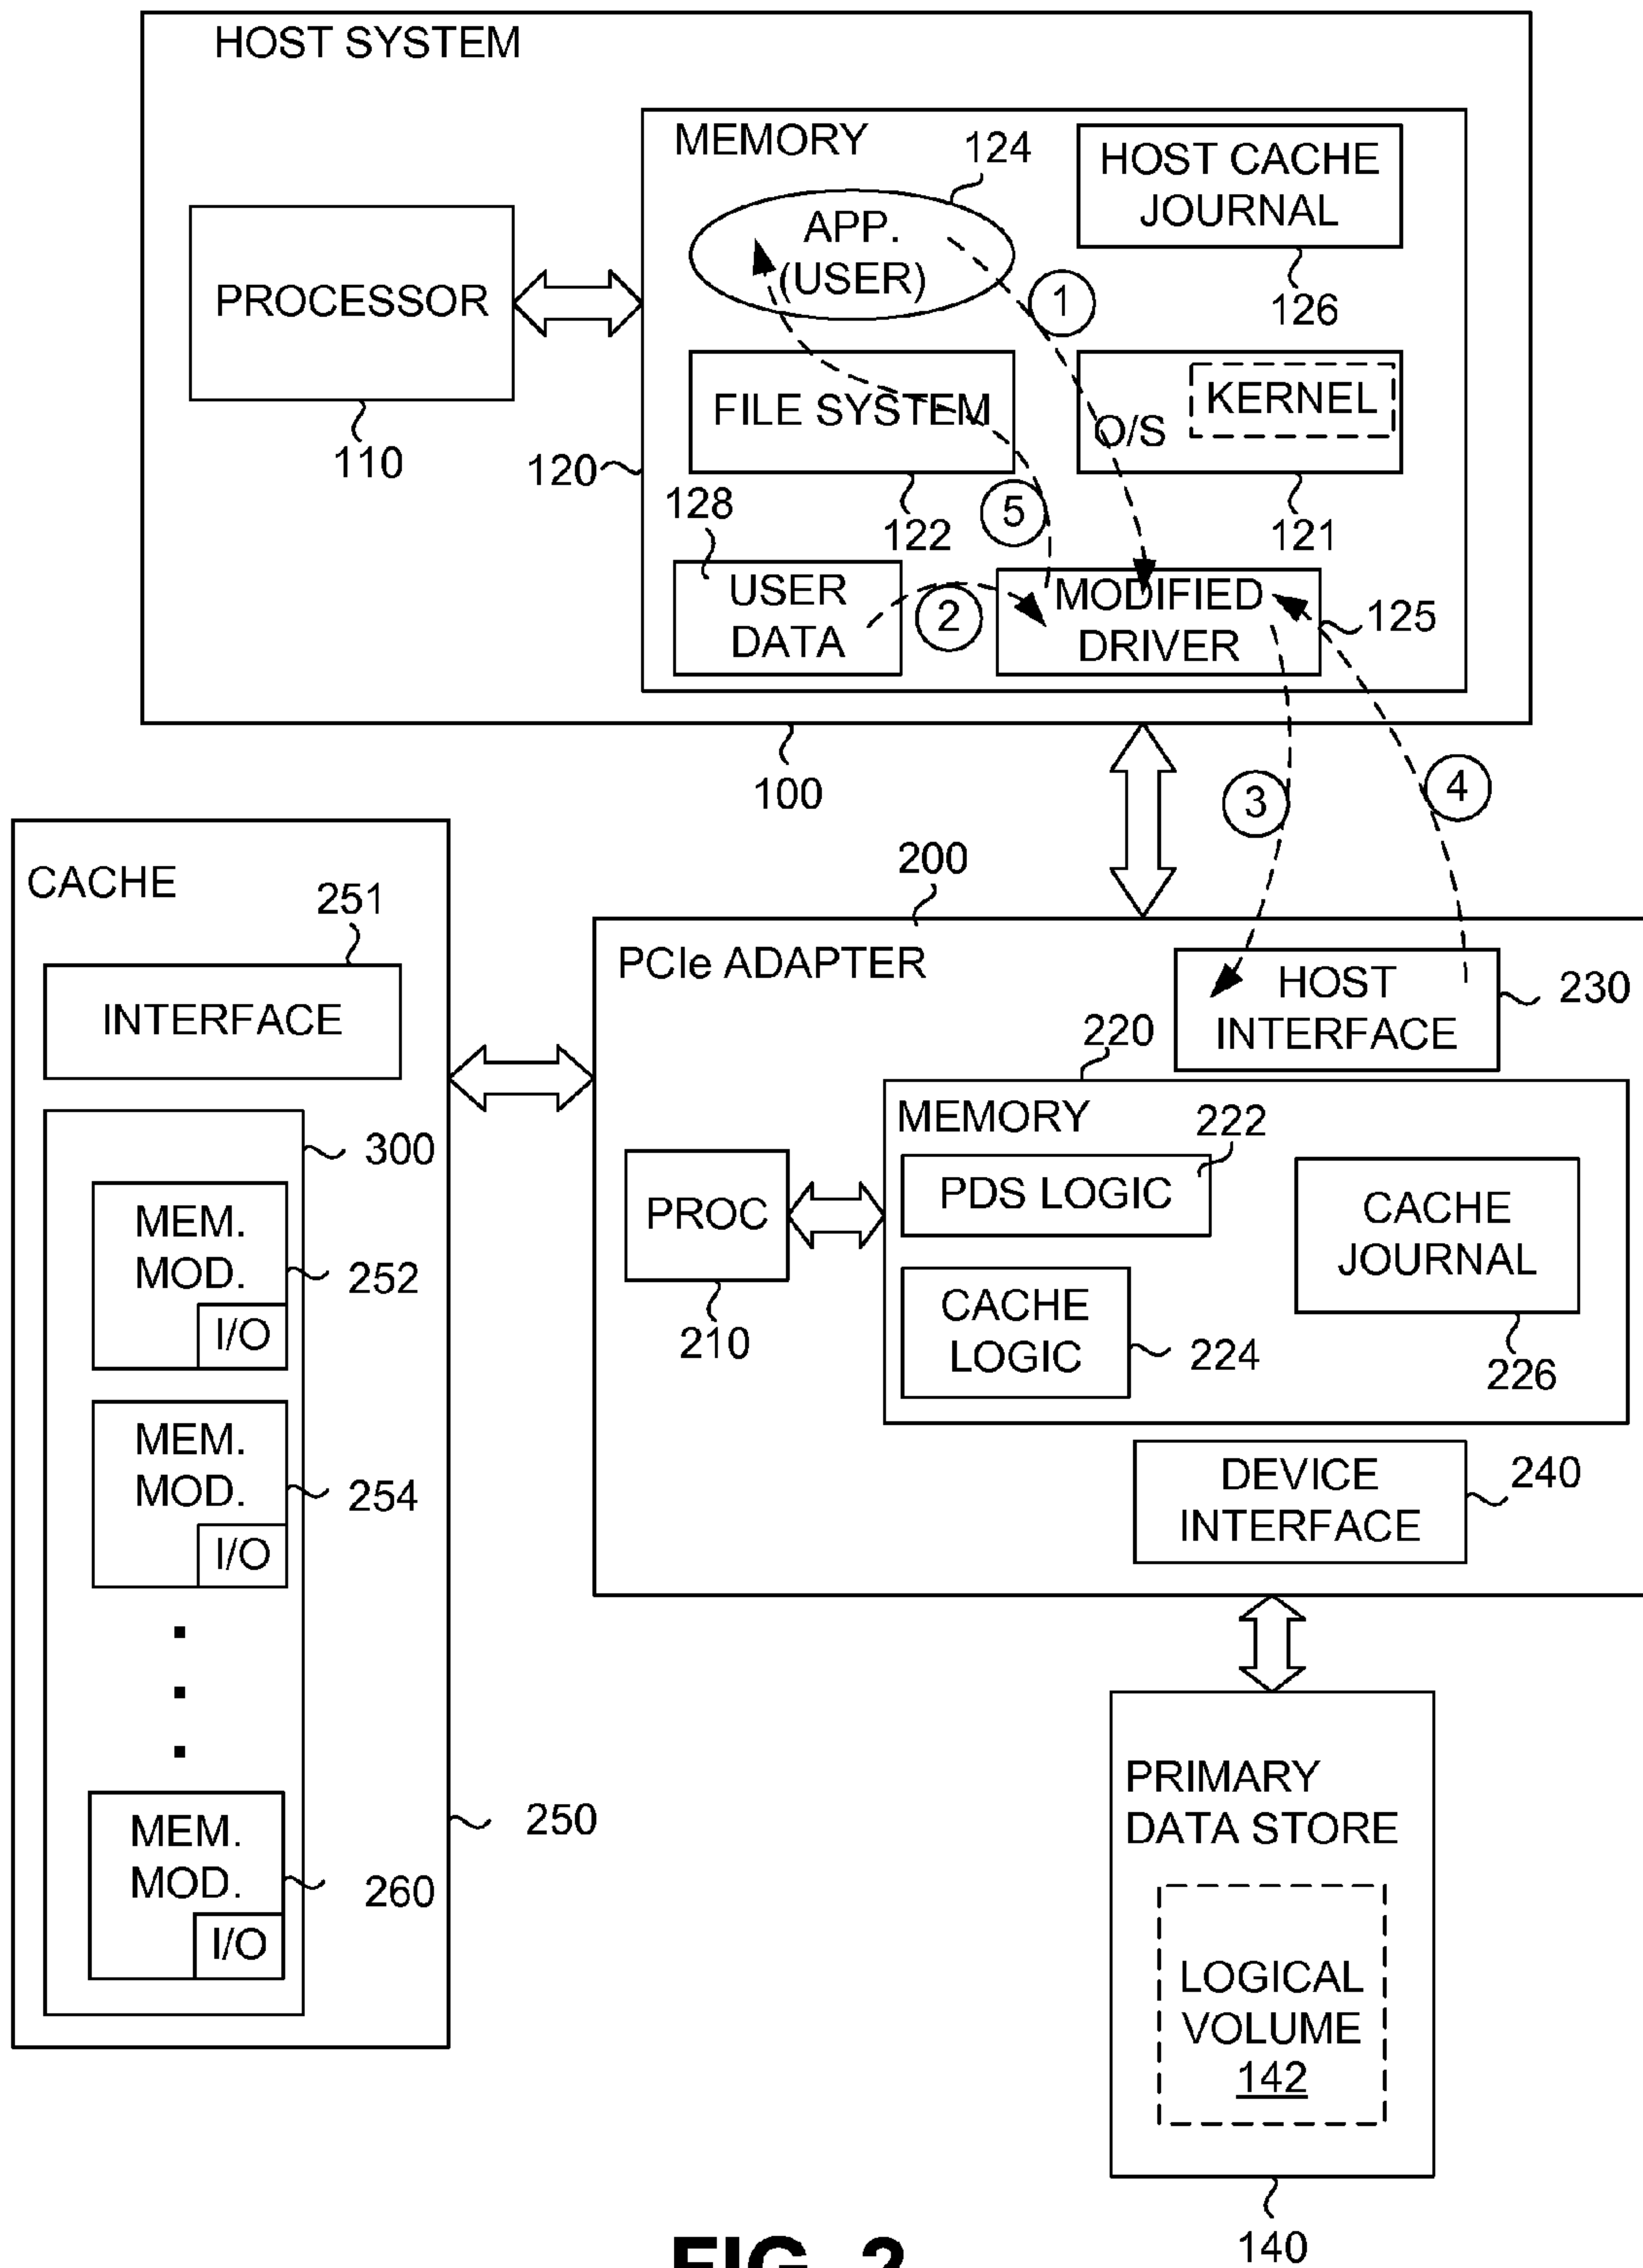 HOST SYSTEM
MEMORY
124
HOST CACHE
JOURNAL
126
APP.
(USER)
1
PROCESSOR
110
FILE SYSTEM
122
KERNEL
O/S
121
120
128
5
USER
DATA
2
MODIFIED
DRIVER
125
100
3
4
CACHE
251
INTERFACE
300
MEM.
MOD.
I/O
252
MEM.
MOD.
I/O
254
MEM.
MOD.
I/O
260
250
200
PCIe ADAPTER
HOST
INTERFACE
230
220
MEMORY
222
PDS LOGIC
PROC
210
CACHE
LOGIC
224
CACHE
JOURNAL
226
DEVICE
INTERFACE
240
PRIMARY
DATA STORE
LOGICAL
VOLUME
142
140
FIG. 2